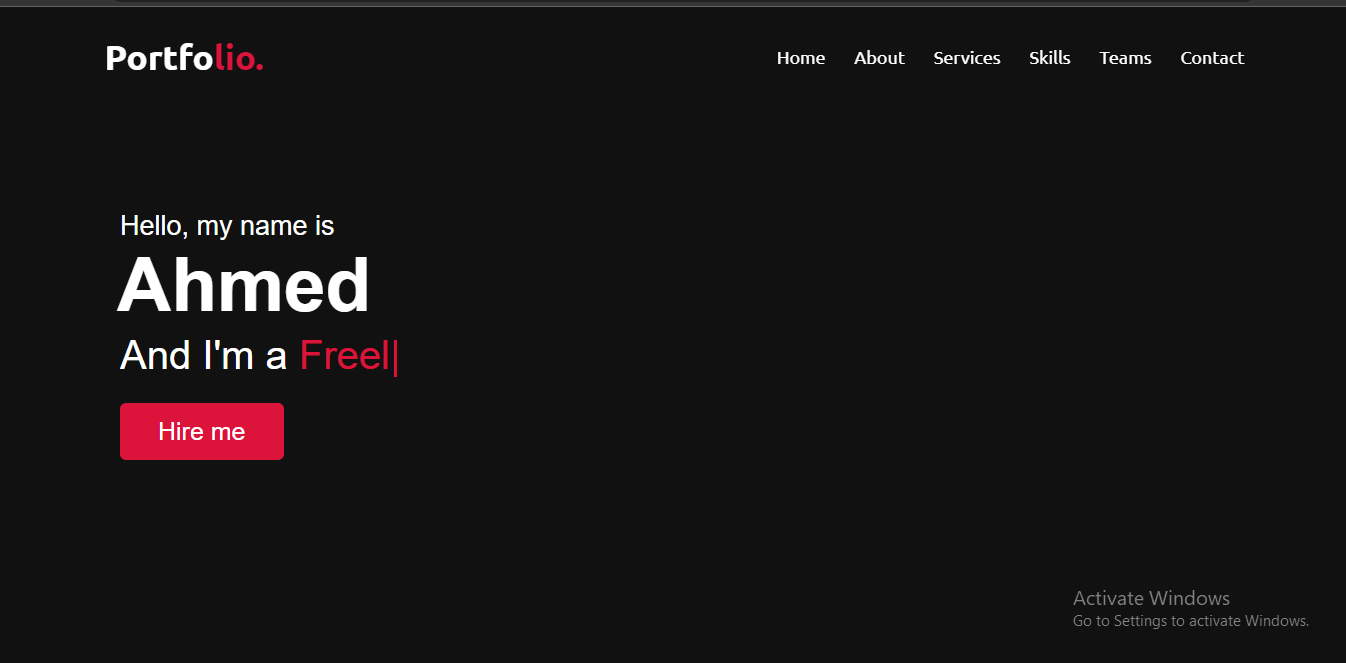 Portfolio.
Home About Services Skills Teams Contact
Hello, my name is
Ahmed
And I'm a Freel|
Hire me
Activate Windows
Go to Settings to activate Windows.